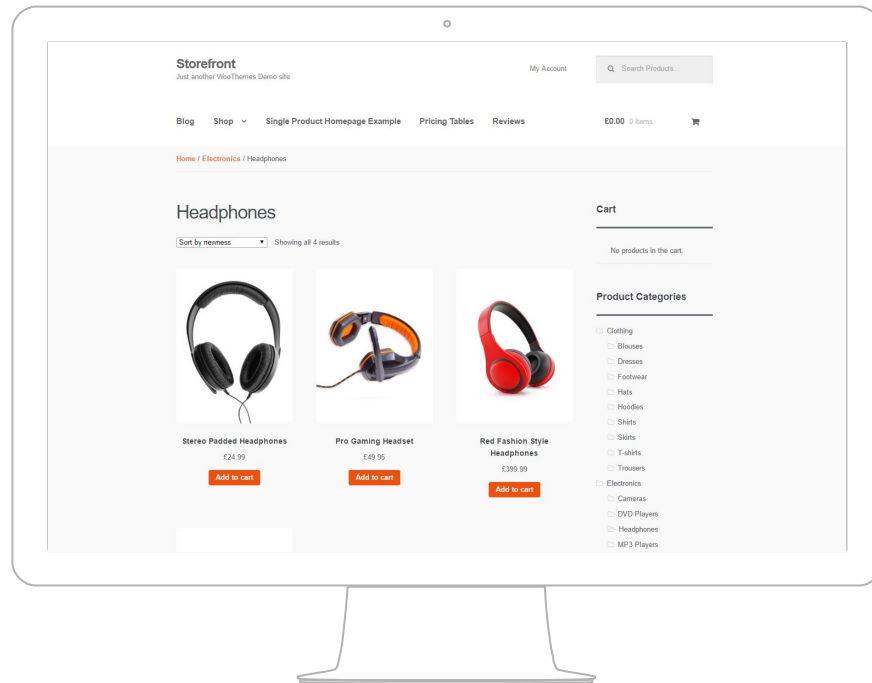 Storefront
Just another WooThemes Demo site
My Account
Search Products...
Blog Shop Single Product Homepage Example Pricing Tables Reviews
£0.00 0 items
Home / Electronics / Headphones
Headphones
Sort by newness
Showing all 4 results
Stereo Padded Headphones
£24.99
Add to cart
Pro Gaming Headset
£49.95
Add to cart
Red Fashion Style
Headphones
£399.99
Add to cart
Cart
No products in the cart.
Product Categories
Clothing
Blouses
Dresses
Footwear
Hats
Hoodies
Shirts
Skirts
T-shirts
Trousers
Electronics
Cameras
DVD Players
Headphones
MP3 Players